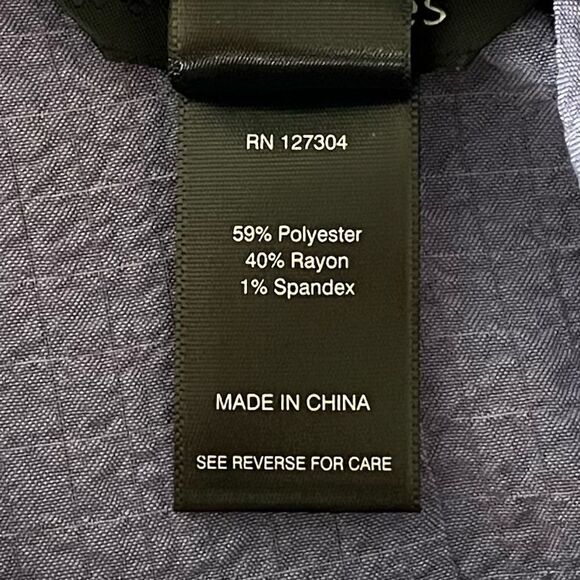 RN 127304
59% Polyester
40% Rayon
1% Spandex
MADE IN CHINA
SEE REVERSE FOR CARE